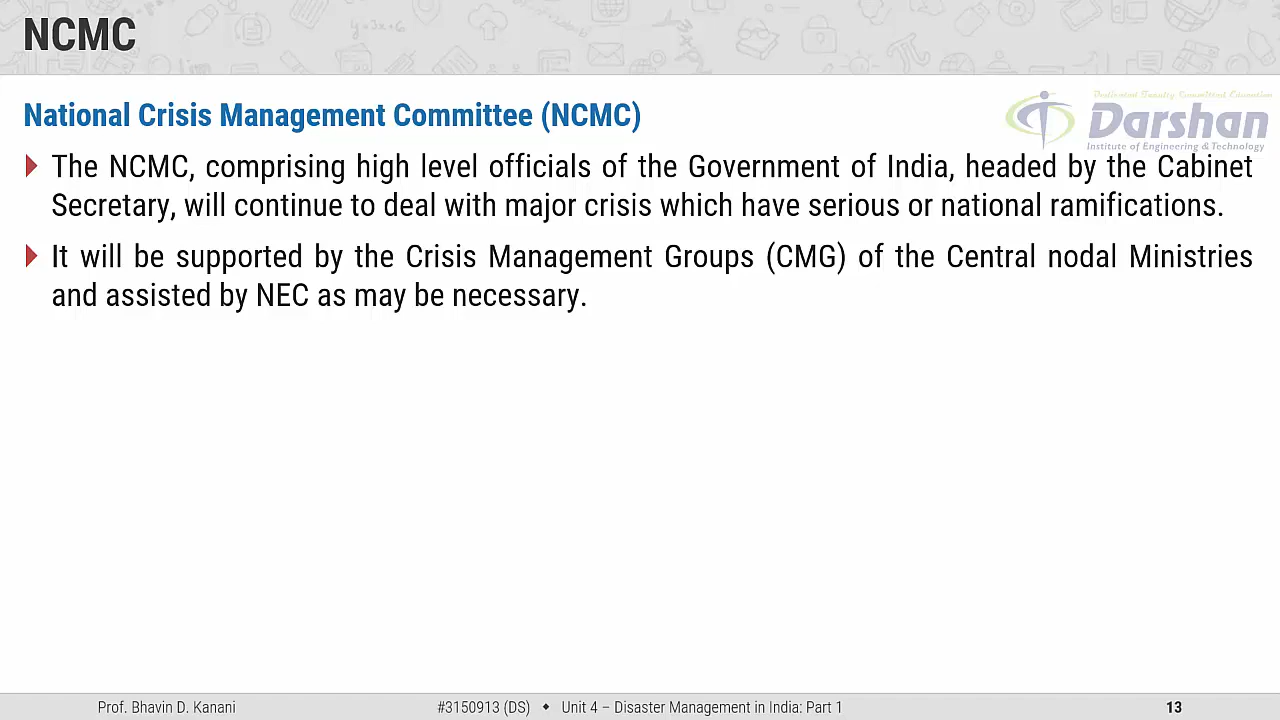 NCMC
National Crisis Management Committee (NCMC)
Dedicated Faculty Committed Education
Darshan
Institute of Engineering & Technology
The NCMC, comprising high level officials of the Government of India, headed by the Cabinet
Secretary, will continue to deal with major crisis which have serious or national ramifications.
It will be supported by the Crisis Management Groups (CMG) of the Central nodal Ministries
and assisted by NEC as may be necessary.
Prof. Bhavin D. Kanani
#3150913 (DS) ♦ Unit 4 – Disaster Management in India: Part 1
13